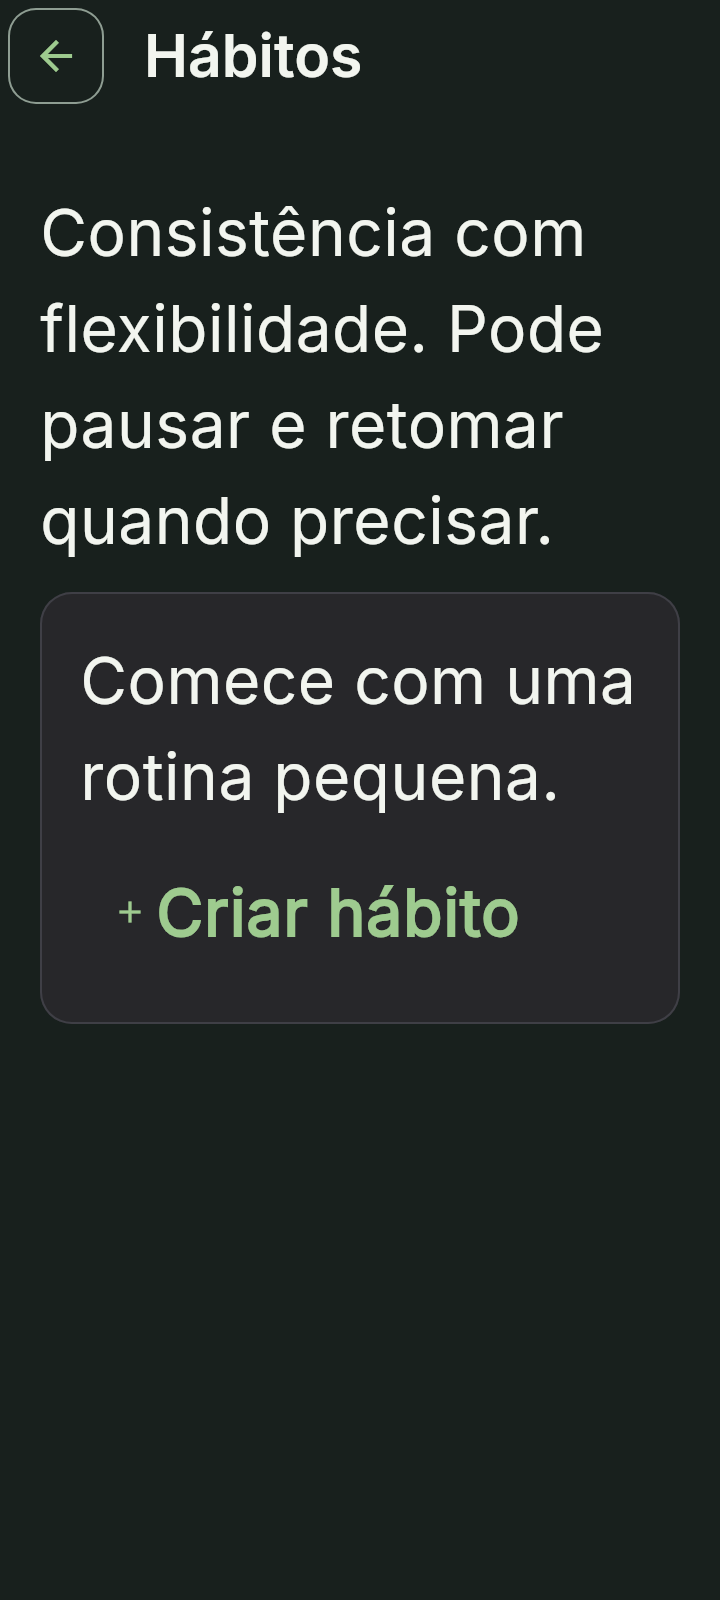 Hábitos
Consistência com
flexibilidade. Pode
pausar e retomar
quando precisar.
Comece com uma
rotina pequena.
+ Criar hábito